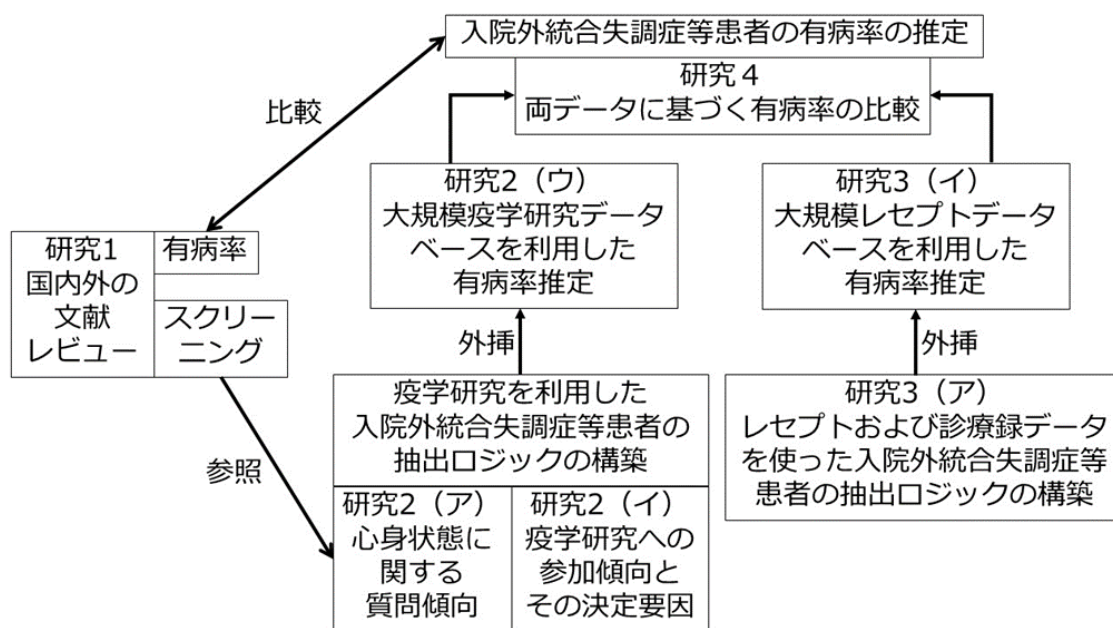 入院外統合失調症等患者の有病率の推定
研究４
両データに基づく有病率の比較
比較
研究2（ウ）
大規模疫学研究データ
ベースを利用した
有病率推定
研究3（イ）
大規模レセプトデータ
ベースを利用した
有病率推定
研究1
国内外の
文献
レビュー
有病率
スクリー
ニング
外挿
外挿
参照
疫学研究を利用した
入院外統合失調症等患者の
抽出ロジックの構築
研究2（ア）
心身状態に
関する
質問傾向
研究2（イ）
疫学研究への
参加傾向と
その決定要因
研究3（ア）
レセプトおよび診療録データ
を使った入院外統合失調症等
患者の抽出ロジックの構築